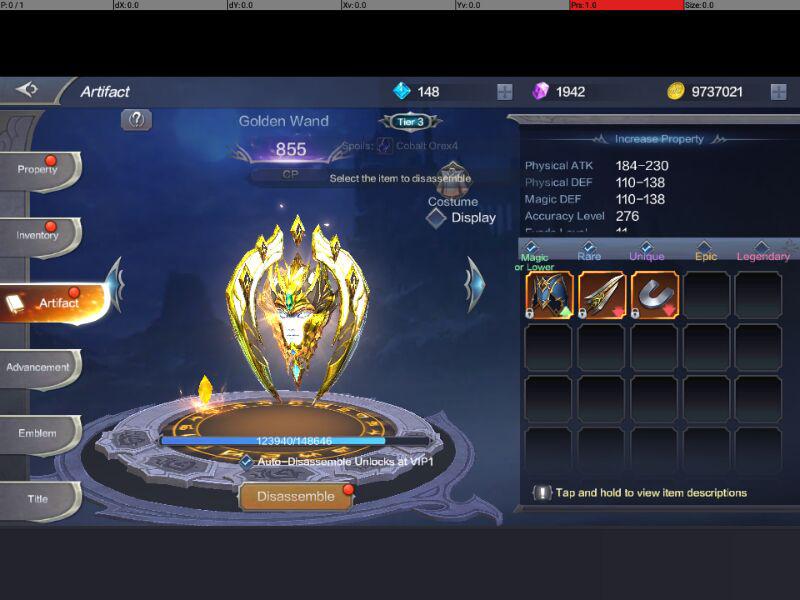 P: 0 / 1 dX: 0.0 dY: 0.0 Xv: 0.0 Yv: 0.0 Prs: 1.0 Size: 0.0
Artifact 148 1942 9737021
Golden Wand Tier 3
855
CP
Spoils: Cobalt Orex4
Select the item to disassemble
Costume
Display
Property
Inventory
Artifact
Advancement
Emblem
Title
123940/148646
Auto-Disassemble Unlocks at VIP1
Disassemble
Increase Property
Physical ATK 184-230
Physical DEF 110-138
Magic DEF 110-138
Accuracy Level 276
Evade Level 11
Magic or Lower Rare Unique Epic Legendary
Tap and hold to view item descriptions